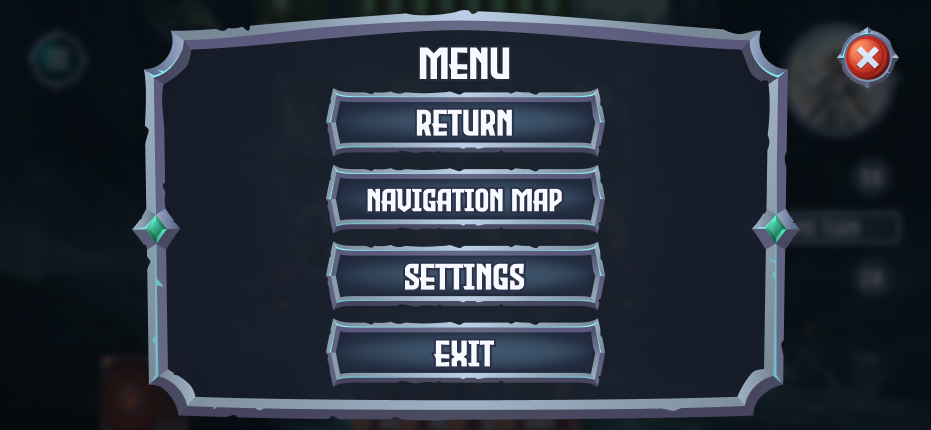 MENU
RETURN
NAVIGATION MAP
SETTINGS
EXIT